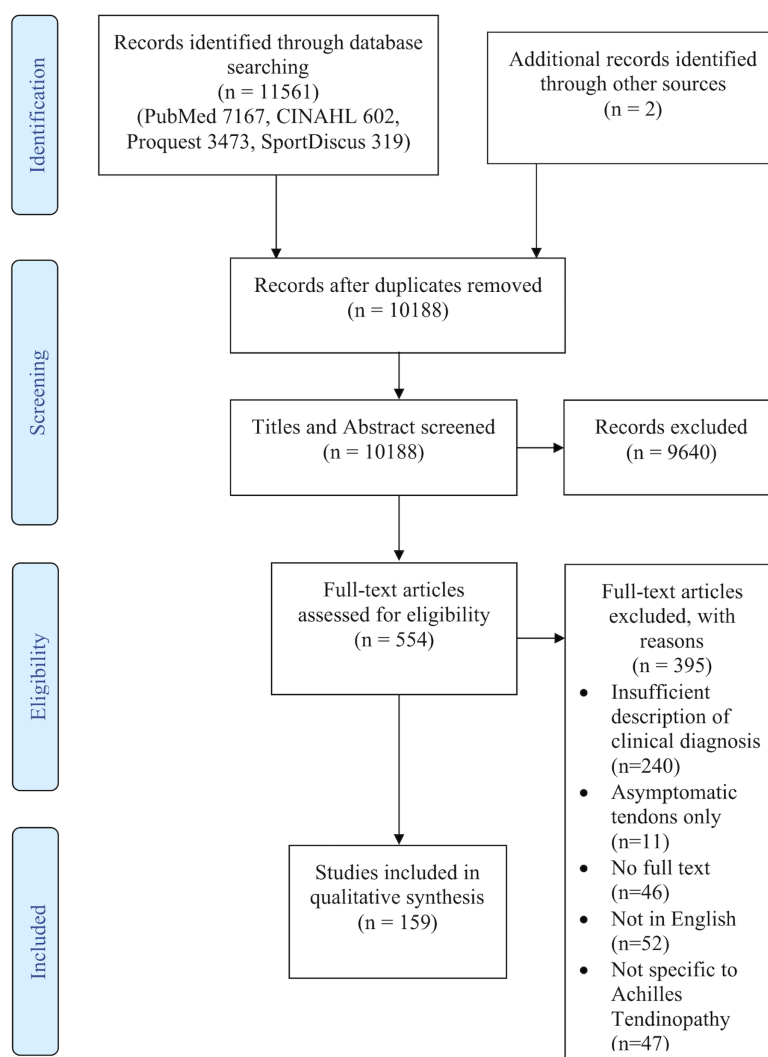 Identification
Records identified through database
searching
(n = 11561)
(PubMed 7167, CINAHL 602,
Proquest 3473, SportDiscus 319)
Additional records identified
through other sources
(n = 2)
Screening
Records after duplicates removed
(n = 10188)
Titles and Abstract screened
(n = 10188)
Records excluded
(n = 9640)
Eligibility
Full-text articles
assessed for eligibility
(n = 554)
Full-text articles
excluded, with
reasons
(n = 395)
• Insufficient
description of
clinical diagnosis
(n=240)
• Asymptomatic
tendons only
(n=11)
• No full text
(n=46)
• Not in English
(n=52)
• Not specific to
Achilles
Tendinopathy
(n=47)
Included
Studies included in
qualitative synthesis
(n = 159)